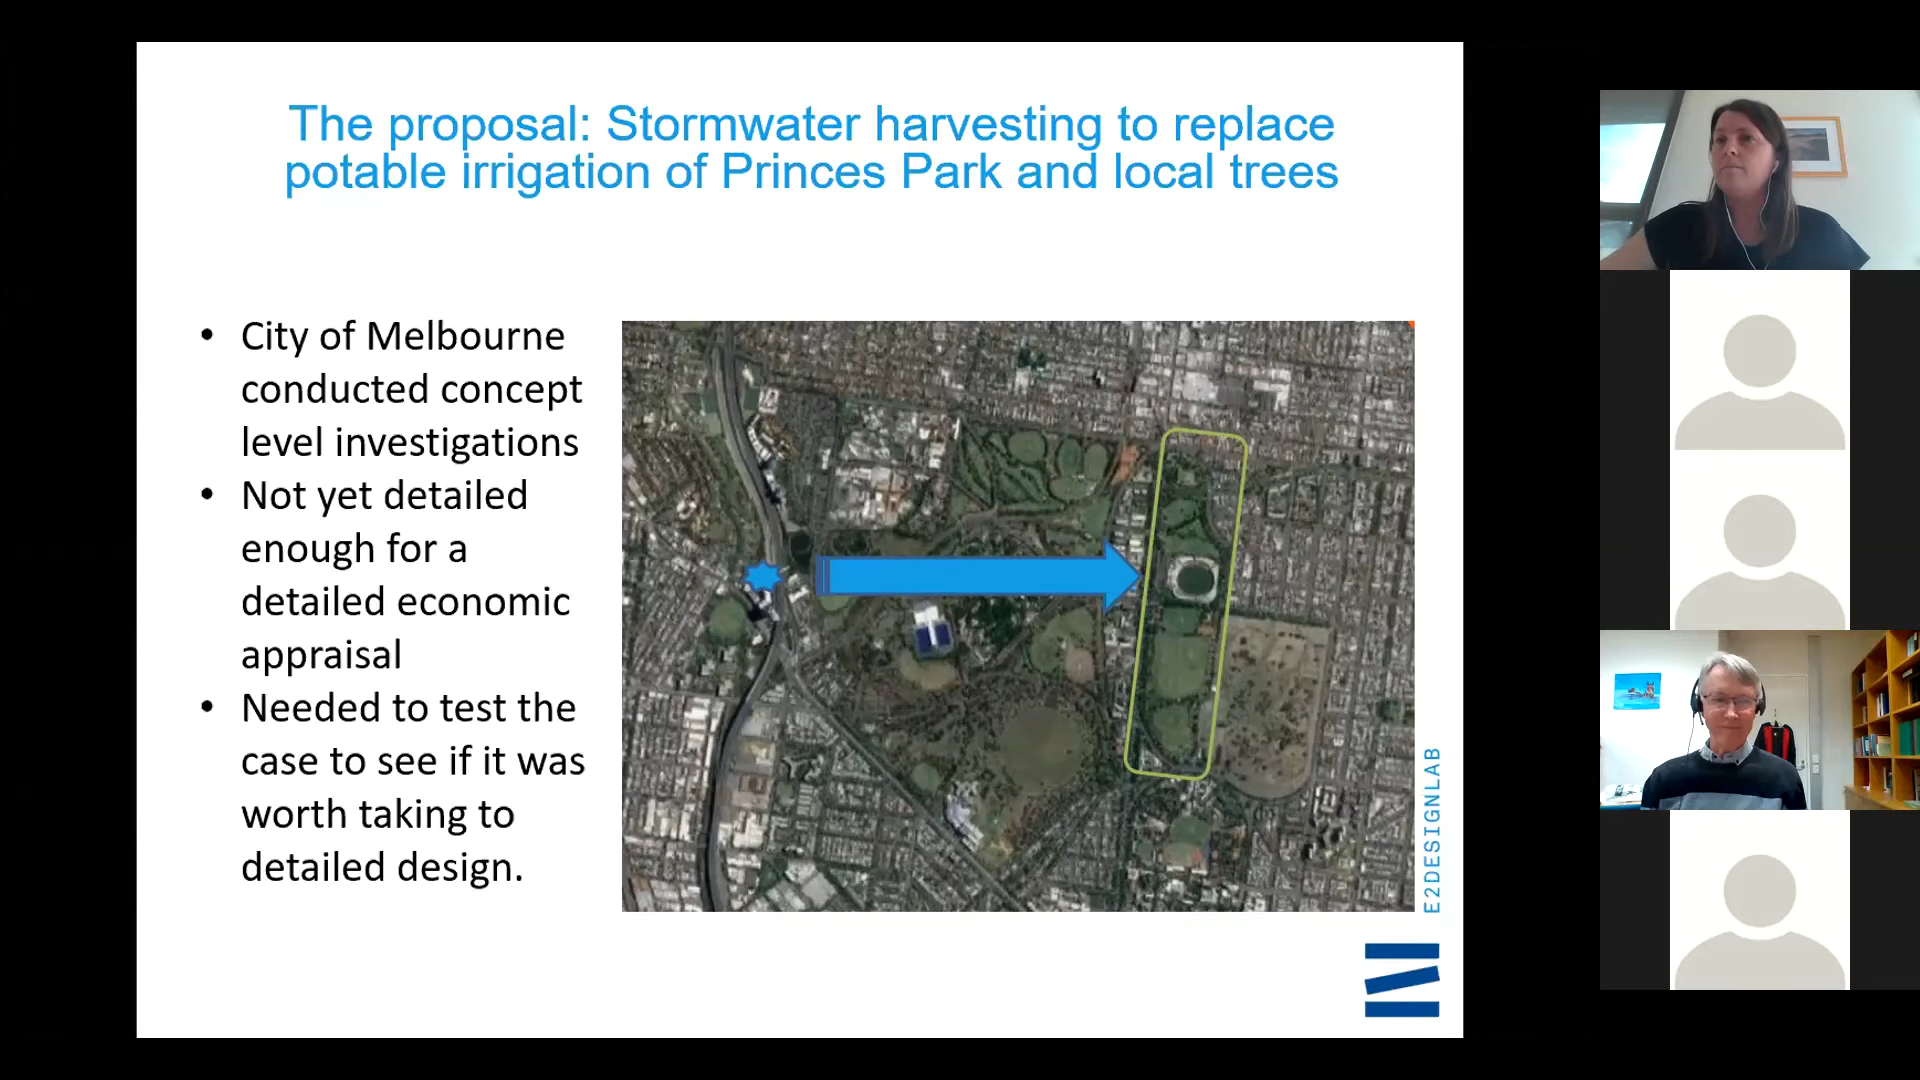 The proposal: Stormwater harvesting to replace
potable irrigation of Princes Park and local trees
• City of Melbourne
conducted concept
level investigations
• Not yet detailed
enough for a
detailed economic
appraisal
• Needed to test the
case to see if it was
worth taking to
detailed design.
E2DESIGNLAB